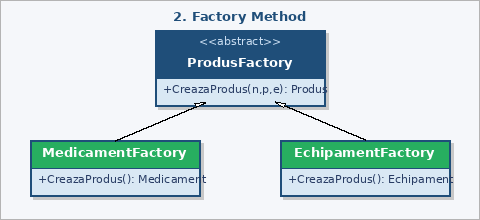 2. Factory Method
<<abstract>>
ProdusFactory
+CreazaProdus(n,p,e): Produs
MedicamentFactory
+CreazaProdus(): Medicament
EchipamentFactory
+CreazaProdus(): Echipament